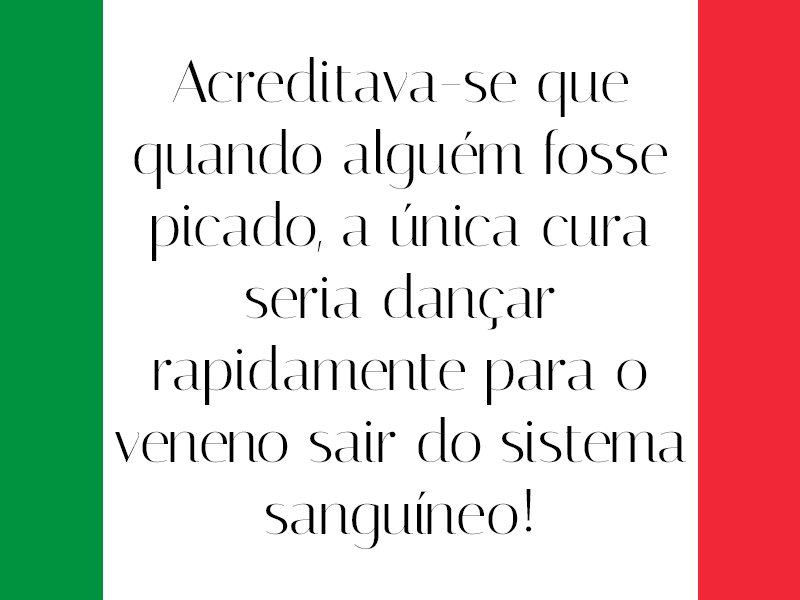 Acreditava-se que
quando alguém fosse
picado, a única cura
seria dançar
rapidamente para o
veneno sair do sistema
sanguíneo!